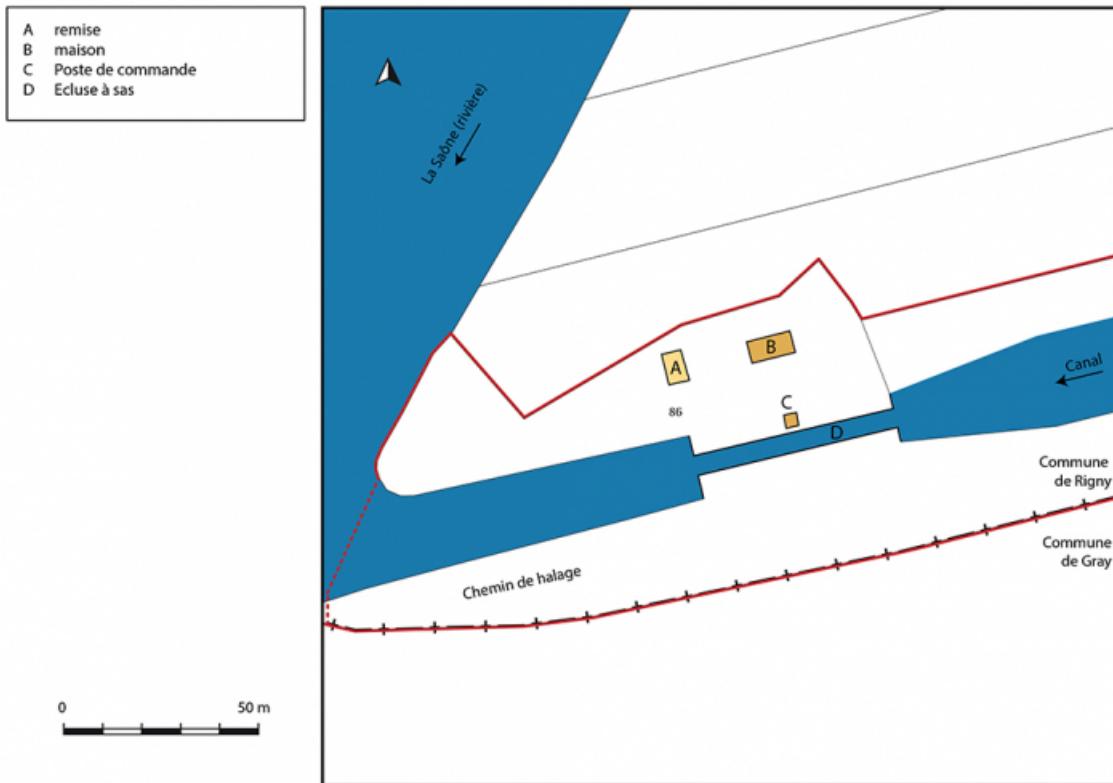 A remise
B maison
C Poste de commande
D Ecluse à sas
La Saône (rivière)
B
A
Canal
86
C
D
Commune
de Rigny
Commune
de Gray
Chemin de halage
0 50 m